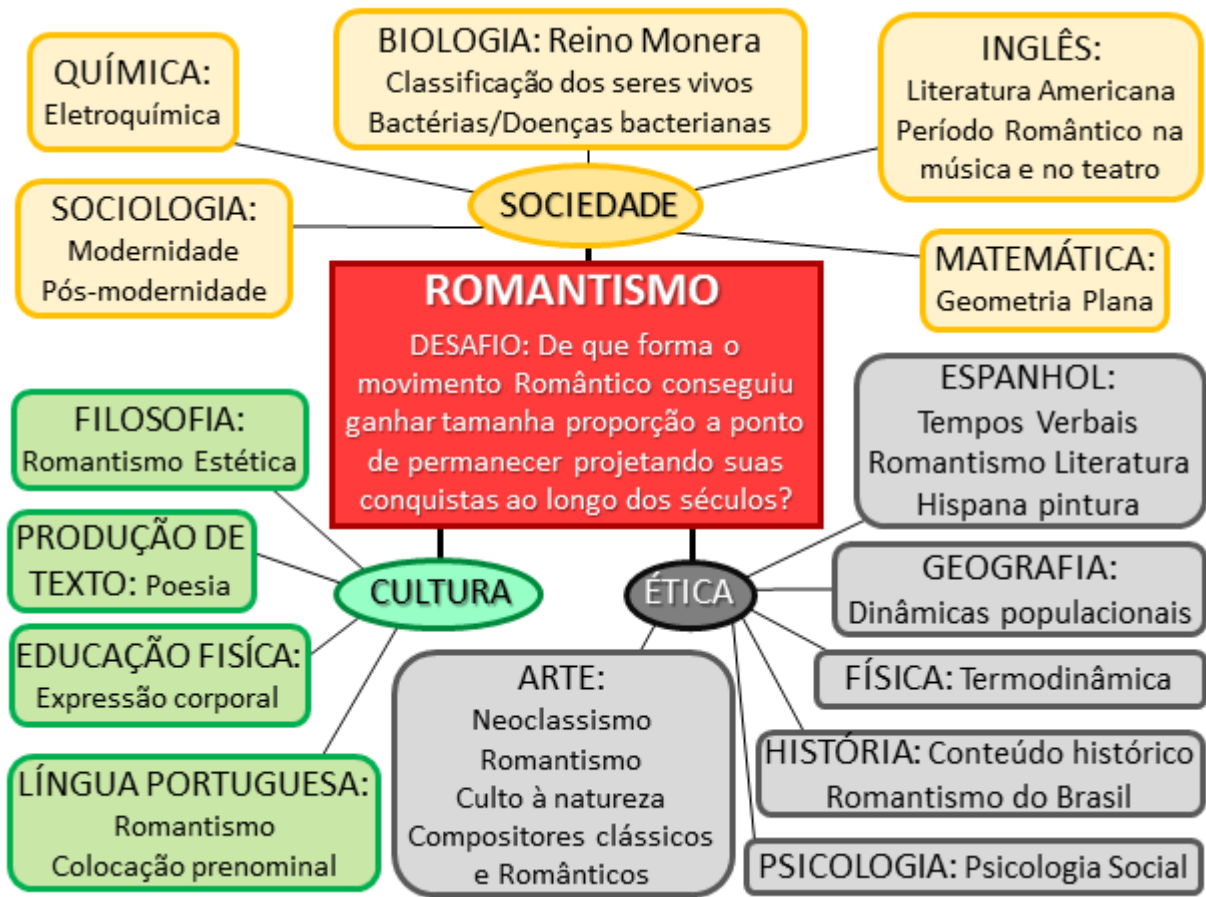 QUÍMICA:
Eletroquímica
BIOLOGIA: Reino Monera
Classificação dos seres vivos
Bactérias/Doenças bacterianas
INGLÊS:
Literatura Americana
Período Romântico na
música e no teatro
SOCIOLOGIA:
Modernidade
Pós-modernidade
SOCIEDADE
MATEMÁTICA:
Geometria Plana
ROMANTISMO
DESAFIO: De que forma o
movimento Romântico conseguiu
ganhar tamanha proporção a ponto
de permanecer projetando suas
conquistas ao longo dos séculos?
FILOSOFIA:
Romantismo Estética
PRODUÇÃO DE
TEXTO: Poesia
EDUCAÇÃO FISÍCA:
Expressão corporal
LÍNGUA PORTUGUESA:
Romantismo
Colocação prenominal
CULTURA
ÉTICA
ESPANHOL:
Tempos Verbais
Romantismo Literatura
Hispana pintura
GEOGRAFIA:
Dinâmicas populacionais
FÍSICA: Termodinâmica
HISTÓRIA: Conteúdo histórico
Romantismo do Brasil
PSICOLOGIA: Psicologia Social
ARTE:
Neoclassismo
Romantismo
Culto à natureza
Compositores clássicos
e Românticos